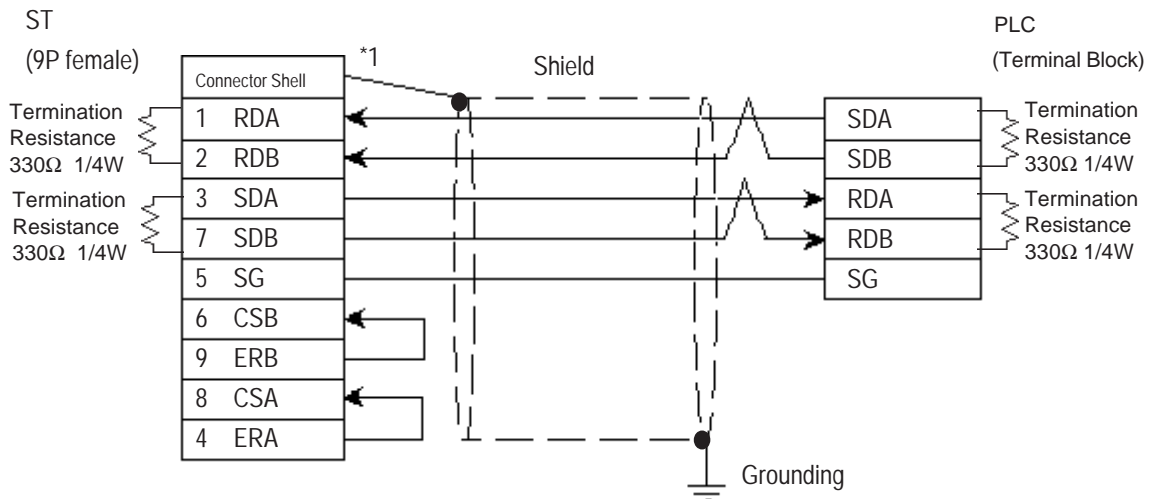 ST
(9P female)
PLC
(Terminal Block)
*1
Shield
Connector Shell
Termination
Resistance
330Ω 1/4W
Termination
Resistance
330Ω 1/4W
1 RDA
2 RDB
3 SDA
7 SDB
5 SG
6 CSB
9 ERB
8 CSA
4 ERA
SDA
SDB
RDA
RDB
SG
Termination
Resistance
330Ω 1/4W
Termination
Resistance
330Ω 1/4W
Grounding